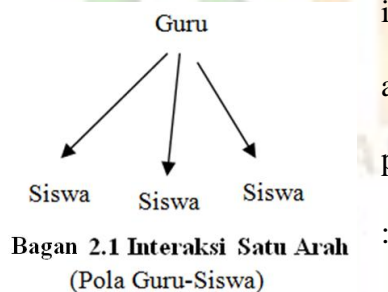 Guru
Siswa Siswa Siswa
Bagan 2.1 Interaksi Satu Arah
(Pola Guru-Siswa)
: